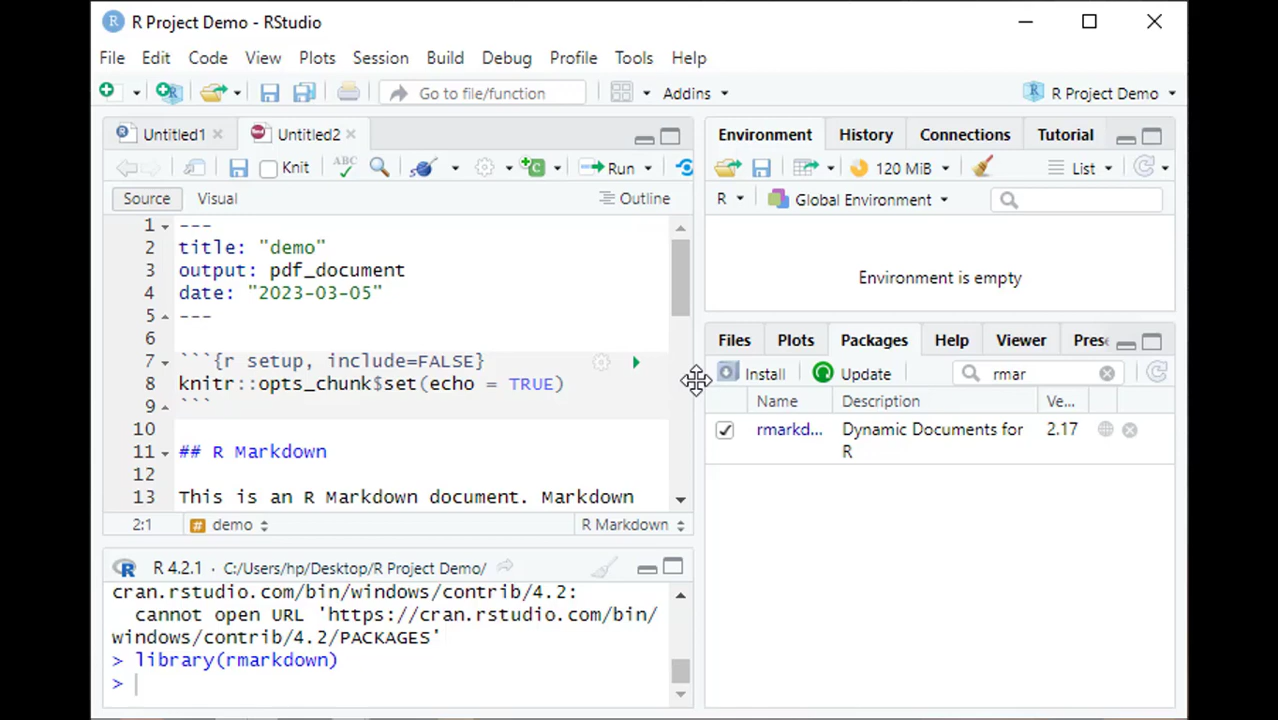 R Project Demo - RStudio
File Edit Code View Plots Session Build Debug Profile Tools Help
Go to file/function Addins R Project Demo
Untitled1 Untitled2
Knit ABC Run
Source Visual Outline
1 ---
2 title: "demo"
3 output: pdf_document
4 date: "2023-03-05"
5 ---
6
7 ```{r setup, include=FALSE}
8 knitr::opts_chunk$set(echo = TRUE)
9 ```
10
11 ## R Markdown
12
13 This is an R Markdown document. Markdown
2:1 demo R Markdown
R 4.2.1 · C:/Users/hp/Desktop/R Project Demo/
cran.rstudio.com/bin/windows/contrib/4.2:
cannot open URL 'https://cran.rstudio.com/bin/
windows/contrib/4.2/PACKAGES'
> library(rmarkdown)
>
Environment History Connections Tutorial
120 MiB List
R Global Environment
Environment is empty
Files Plots Packages Help Viewer Pres
Install Update rmar
Name Description Ve...
rmarkd... Dynamic Documents for 2.17
R